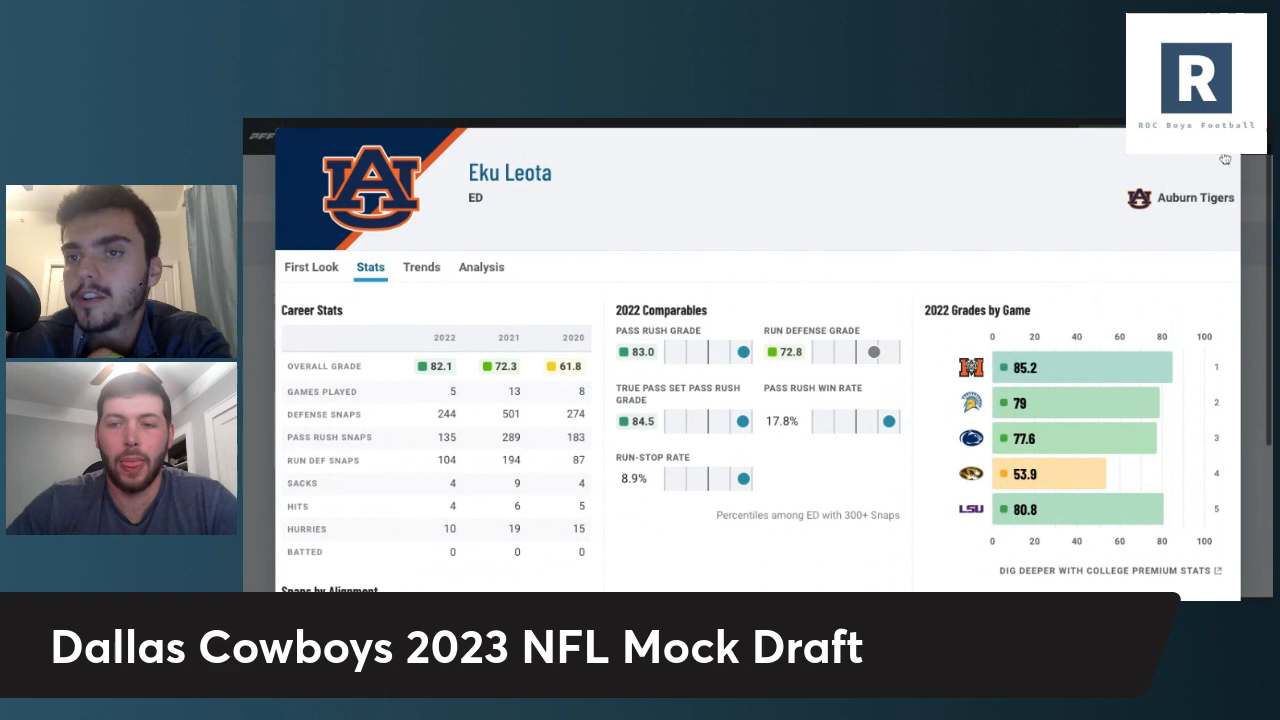 R
ROC Boys Football
PFF
Eku Leota
ED
Auburn Tigers
First Look Stats Trends Analysis
Career Stats
2022 2021 2020
OVERALL GRADE 82.1 72.3 61.8
GAMES PLAYED 5 13 8
DEFENSE SNAPS 244 501 274
PASS RUSH SNAPS 135 289 183
RUN DEF SNAPS 104 194 87
SACKS 4 9 4
HITS 4 6 5
HURRIES 10 19 15
BATTED 0 0 0
Snaps by Alignment
2022 Comparables
PASS RUSH GRADE RUN DEFENSE GRADE
83.0 72.8
TRUE PASS SET PASS RUSH PASS RUSH WIN RATE
GRADE
84.5 17.8%
RUN-STOP RATE
8.9%
Percentiles among ED with 300+ Snaps
2022 Grades by Game
0 20 40 60 80 100
85.2 1
79 2
77.6 3
53.9 4
LSU 80.8 5
0 20 40 60 80 100
DIG DEEPER WITH COLLEGE PREMIUM STATS
Dallas Cowboys 2023 NFL Mock Draft